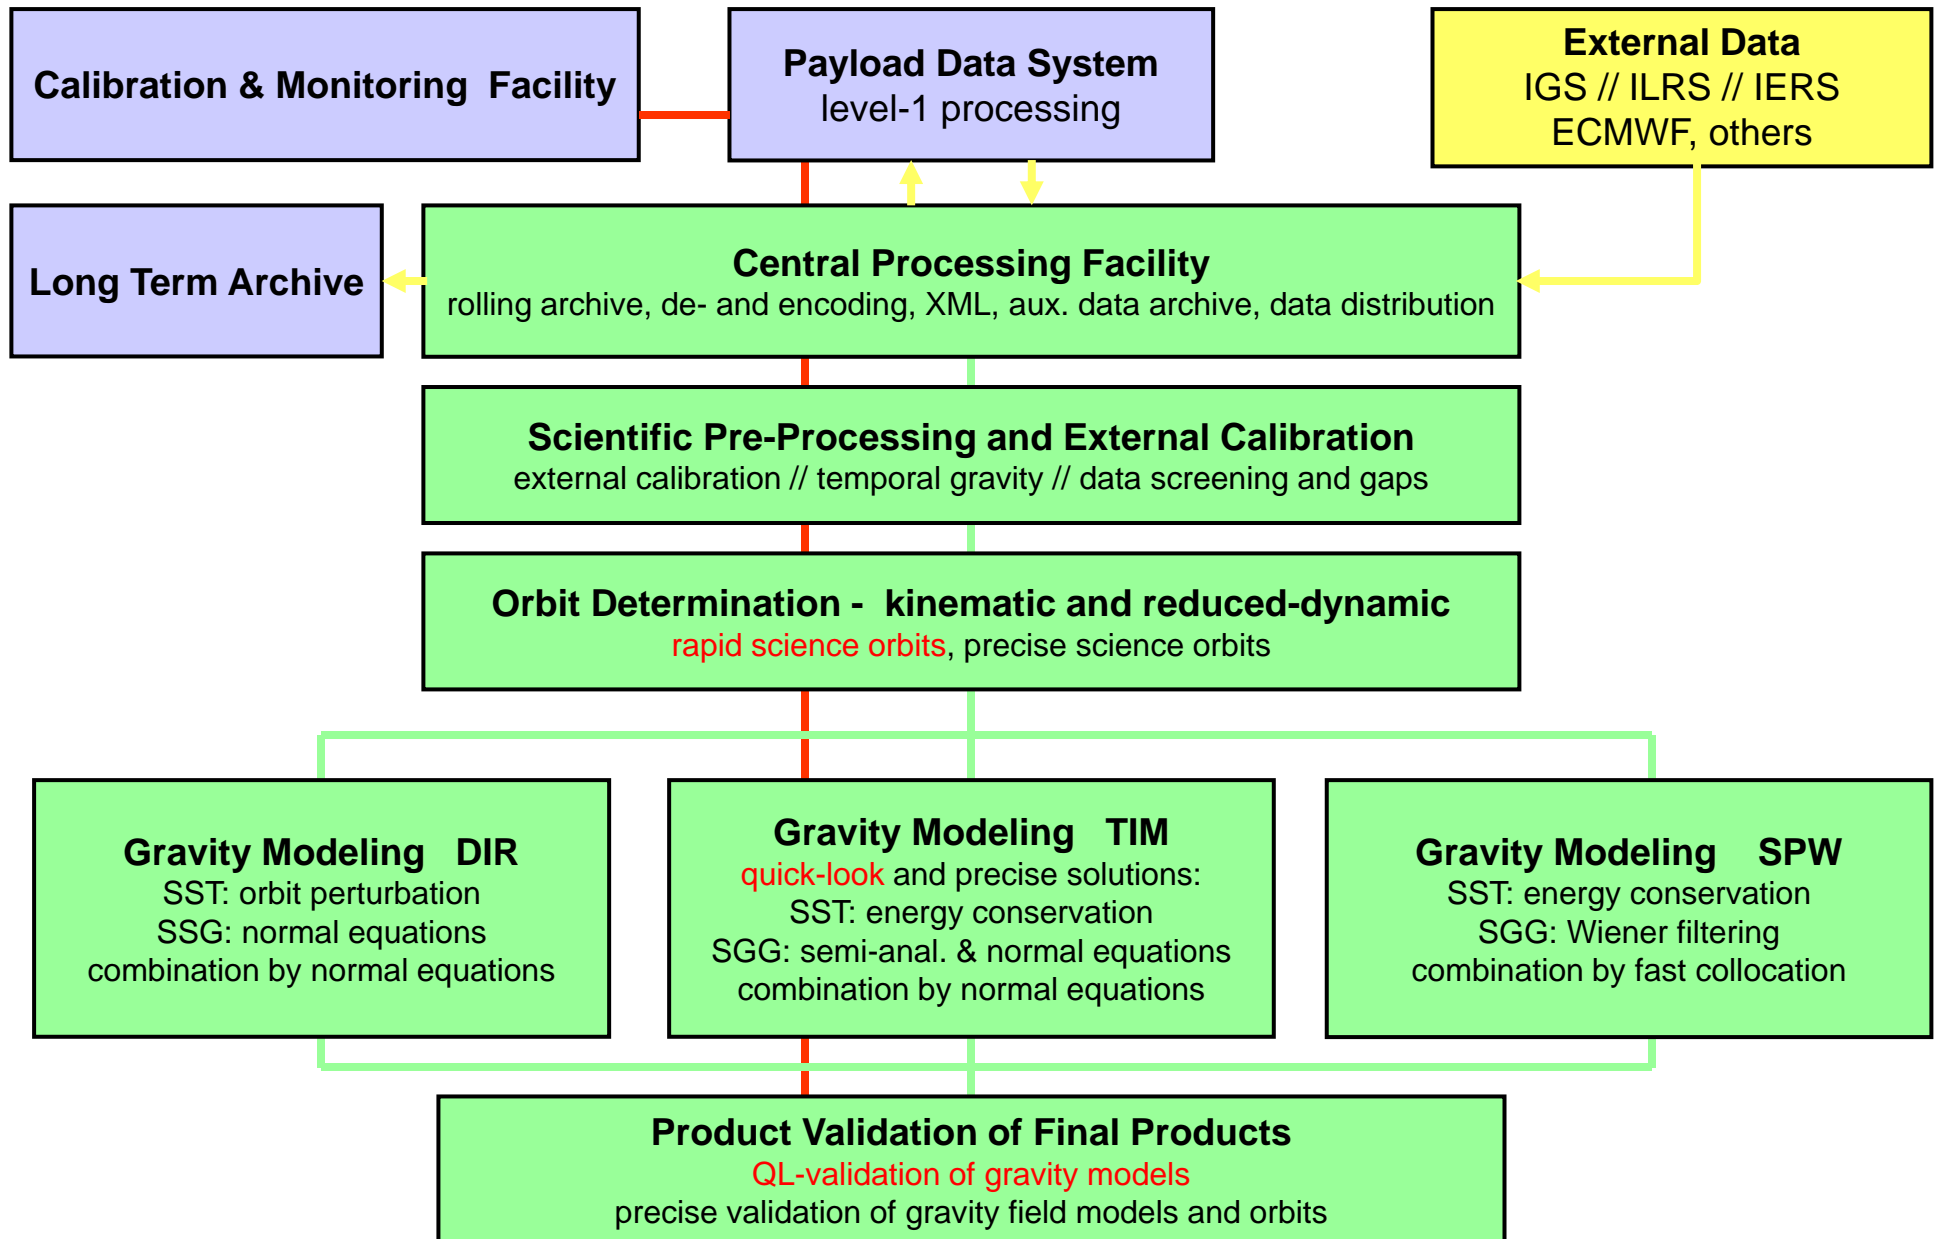 Calibration & Monitoring Facility
Payload Data System
level-1 processing
External Data
IGS // ILRS // IERS
ECMWF, others
Long Term Archive
Central Processing Facility
rolling archive, de- and encoding, XML, aux. data archive, data distribution
Scientific Pre-Processing and External Calibration
external calibration // temporal gravity // data screening and gaps
Orbit Determination - kinematic and reduced-dynamic
rapid science orbits, precise science orbits
Gravity Modeling DIR
SST: orbit perturbation
SSG: normal equations
combination by normal equations
Gravity Modeling TIM
quick-look and precise solutions:
SST: energy conservation
SGG: semi-anal. & normal equations
combination by normal equations
Gravity Modeling SPW
SST: energy conservation
SGG: Wiener filtering
combination by fast collocation
Product Validation of Final Products
QL-validation of gravity models
precise validation of gravity field models and orbits